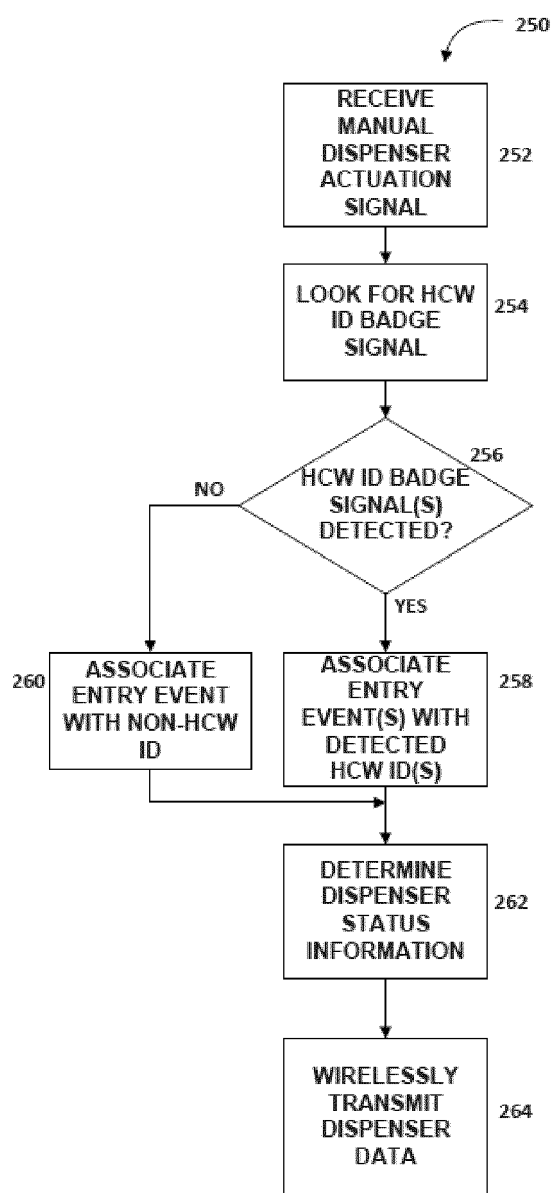 250
RECEIVE
MANUAL
DISPENSER
ACTUATION
SIGNAL
252
LOOK FOR HCW
ID BADGE
SIGNAL
254
256
HCW ID BADGE
SIGNAL(S)
DETECTED?
NO
YES
260
ASSOCIATE
ENTRY EVENT
WITH NON-HCW
ID
ASSOCIATE
ENTRY
EVENT(S) WITH
DETECTED
HCW ID(S)
258
DETERMINE
DISPENSER
STATUS
INFORMATION
262
WIRELESSLY
TRANSMIT
DISPENSER
DATA
264